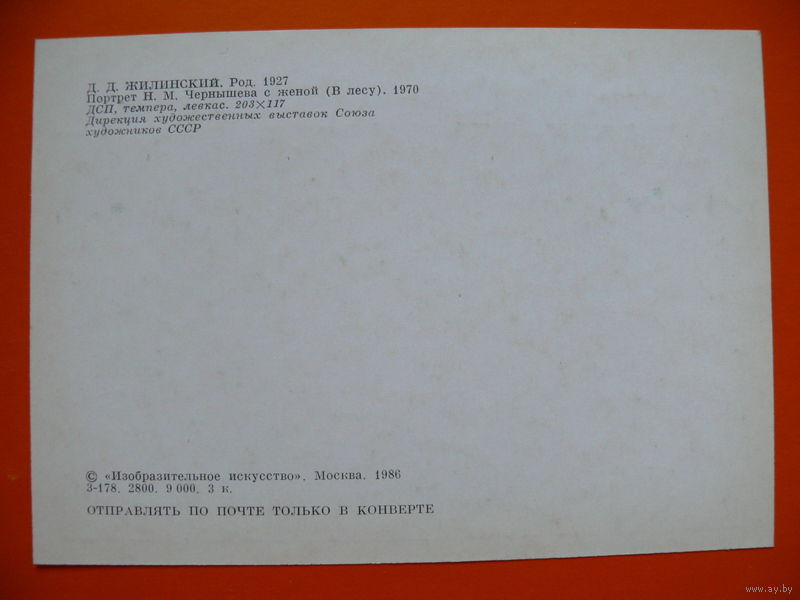 Д. Д. ЖИЛИНСКИЙ. Род. 1927
Портрет Н. М. Чернышева с женой (В лесу). 1970
ДСП, темпера, левкас. 203×117
Дирекция художественных выставок Союза
художников СССР
© «Изобразительное искусство». Москва. 1986
3-178. 2800. 9 000. 3 к.
ОТПРАВЛЯТЬ ПО ПОЧТЕ ТОЛЬКО В КОНВЕРТЕ
www.ay.by